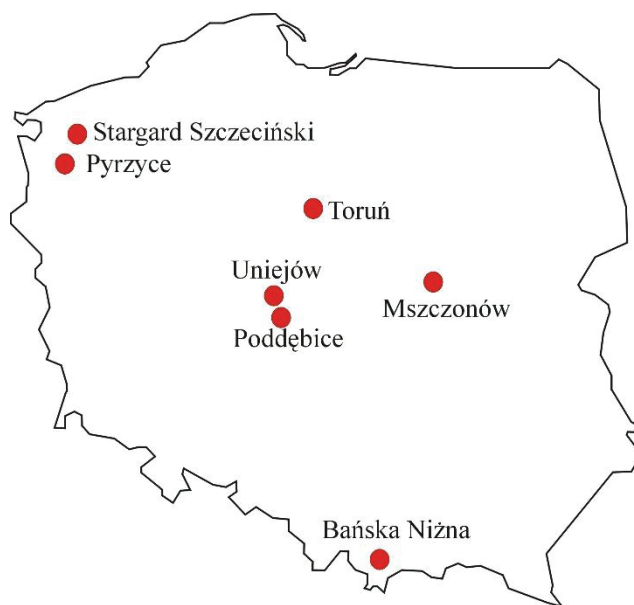 Stargard Szczeciński
Pyrzyce
Toruń
Uniejów
Mszczonów
Poddębice
Bańska Niżna